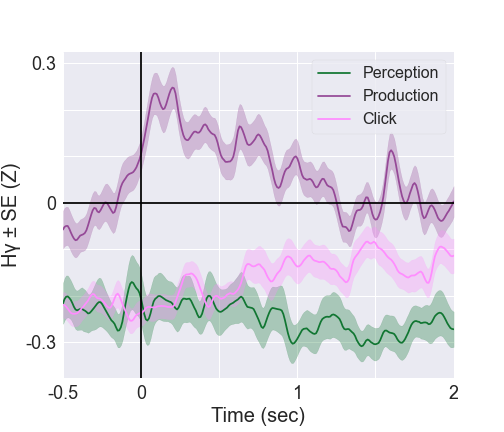 0.3
0
-0.3
Hγ ± SE (Z)
Perception
Production
Click
-0.5
0
1
2
Time (sec)